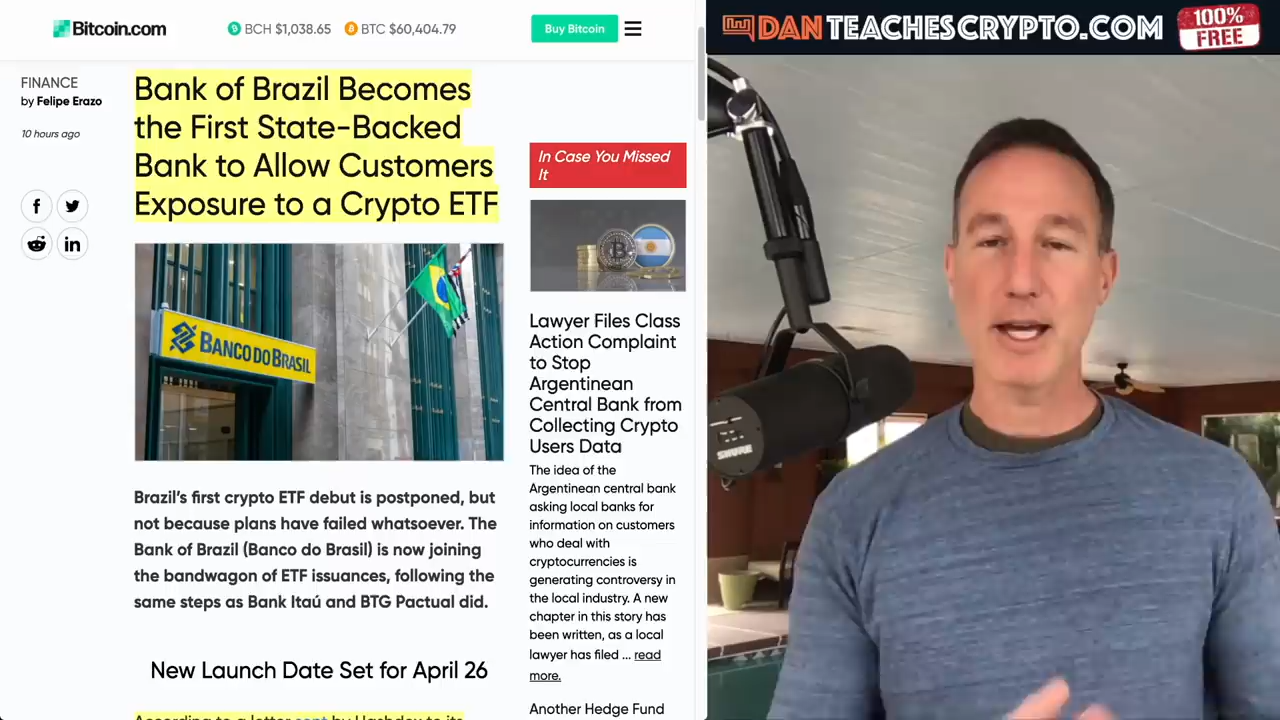 Bitcoin.com
BCH $1,038.65
BTC $60,404.79
Buy Bitcoin
DANTEACHESCRYPTO.COM
100%
FREE
FINANCE
by Felipe Erazo
10 hours ago
Bank of Brazil Becomes
the First State-Backed
Bank to Allow Customers
Exposure to a Crypto ETF
BANCO DO BRASIL
Brazil’s first crypto ETF debut is postponed, but
not because plans have failed whatsoever. The
Bank of Brazil (Banco do Brasil) is now joining
the bandwagon of ETF issuances, following the
same steps as Bank Itaú and BTG Pactual did.
New Launch Date Set for April 26
According to a letter sent by Hashdex to its
In Case You Missed
It
Lawyer Files Class
Action Complaint
to Stop
Argentinean
Central Bank from
Collecting Crypto
Users Data
The idea of the
Argentinean central bank
asking local banks for
information on customers
who deal with
cryptocurrencies is
generating controversy in
the local industry. A new
chapter in this story has
been written, as a local
lawyer has filed ... read
more.
Another Hedge Fund
SHURE